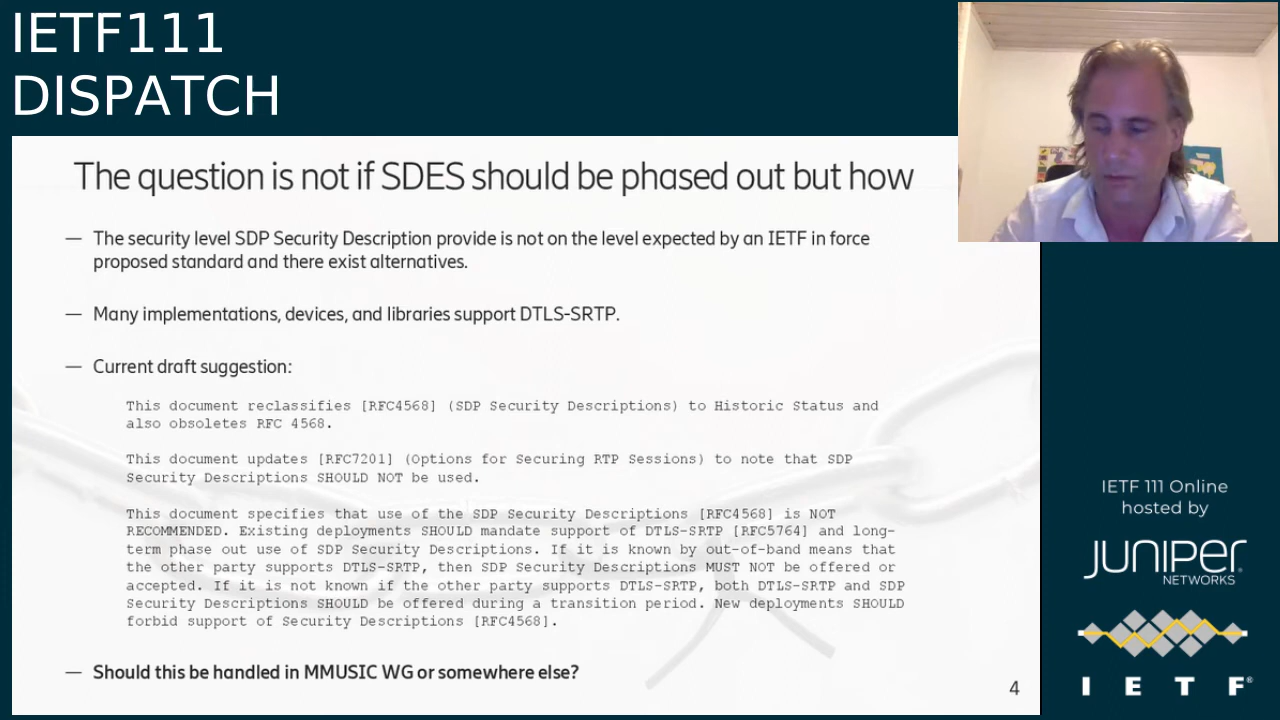 IETF111
DISPATCH
The question is not if SDES should be phased out but how
— The security level SDP Security Description provide is not on the level expected by an IETF in force
proposed standard and there exist alternatives.
— Many implementations, devices, and libraries support DTLS-SRTP.
— Current draft suggestion:
This document reclassifies [RFC4568] (SDP Security Descriptions) to Historic Status and
also obsoletes RFC 4568.
This document updates [RFC7201] (Options for Securing RTP Sessions) to note that SDP
Security Descriptions SHOULD NOT be used.
This document specifies that use of the SDP Security Descriptions [RFC4568] is NOT
RECOMMENDED. Existing deployments SHOULD mandate support of DTLS-SRTP [RFC5764] and long-
term phase out use of SDP Security Descriptions. If it is known by out-of-band means that
the other party supports DTLS-SRTP, then SDP Security Descriptions MUST NOT be offered or
accepted. If it is not known if the other party supports DTLS-SRTP, both DTLS-SRTP and SDP
Security Descriptions SHOULD be offered during a transition period. New deployments SHOULD
forbid support of Security Descriptions [RFC4568].
— Should this be handled in MMUSIC WG or somewhere else?
4
IETF 111 Online
hosted by
JUNIPER
NETWORKS
I E T F®